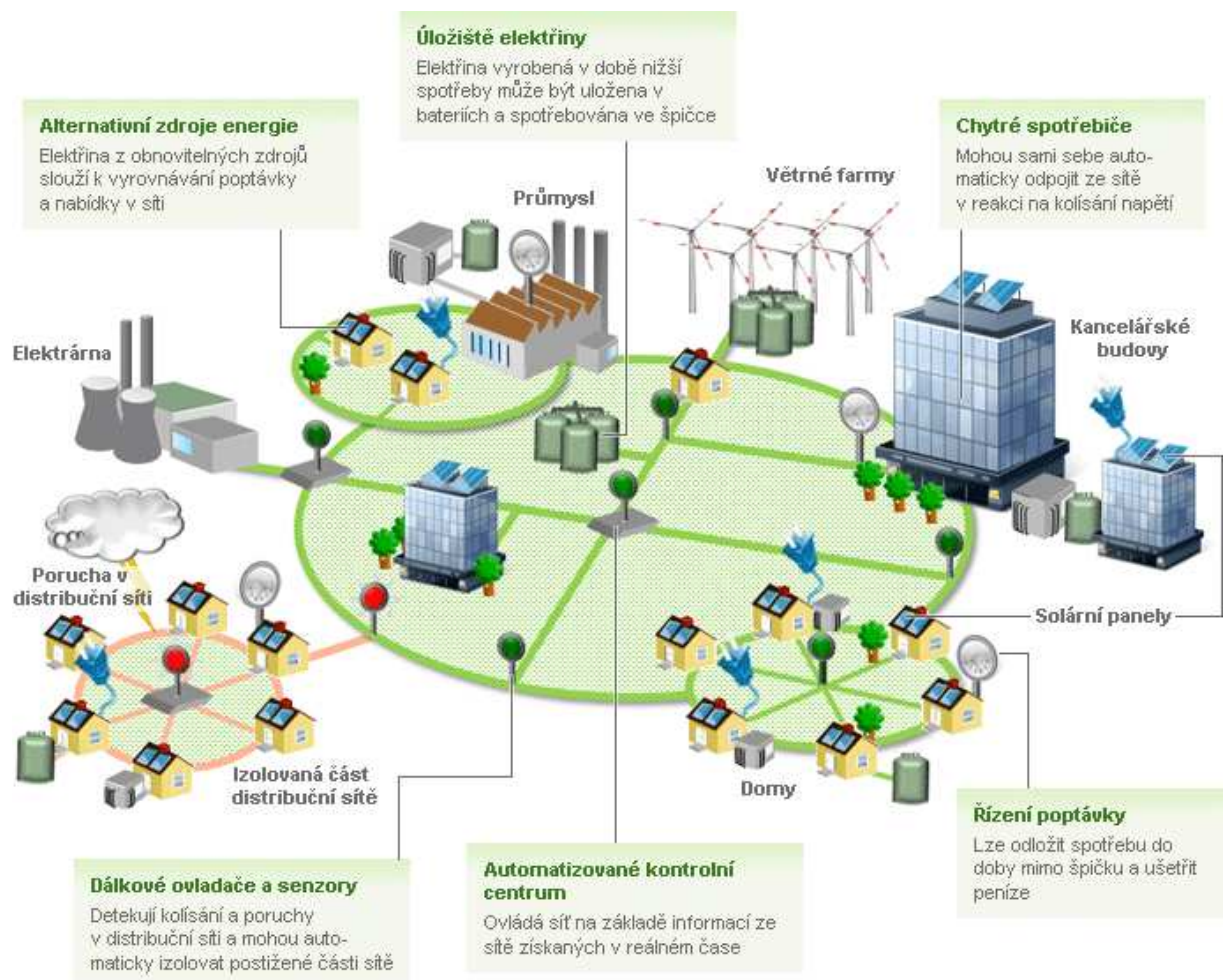 Úložiště elektřiny
Elektřina vyrobená v době nižší
spotřeby může být uložena v
bateriích a spotřebována ve špičce
Alternativní zdroje energie
Elektřina z obnovitelných zdrojů
slouží k vyrovnávání poptávky
a nabídky v síti
Chytré spotřebiče
Mohou sami sebe auto-
maticky odpojit ze sítě
v reakci na kolísání napětí
Průmysl
Větrné farmy
Elektrárna
Kancelářské
budovy
Porucha v
distribuční síti
Solární panely
Izolovaná část
distribuční sítě
Domy
Řízení poptávky
Lze odložit spotřebu do
doby mimo špičku a ušetřit
peníze
Dálkové ovladače a senzory
Detekují kolísání a poruchy
v distribuční síti a mohou auto-
maticky izolovat postižené části sítě
Automatizované kontrolní
centrum
Ovládá síť na základě informací ze
sítě získaných v reálném čase